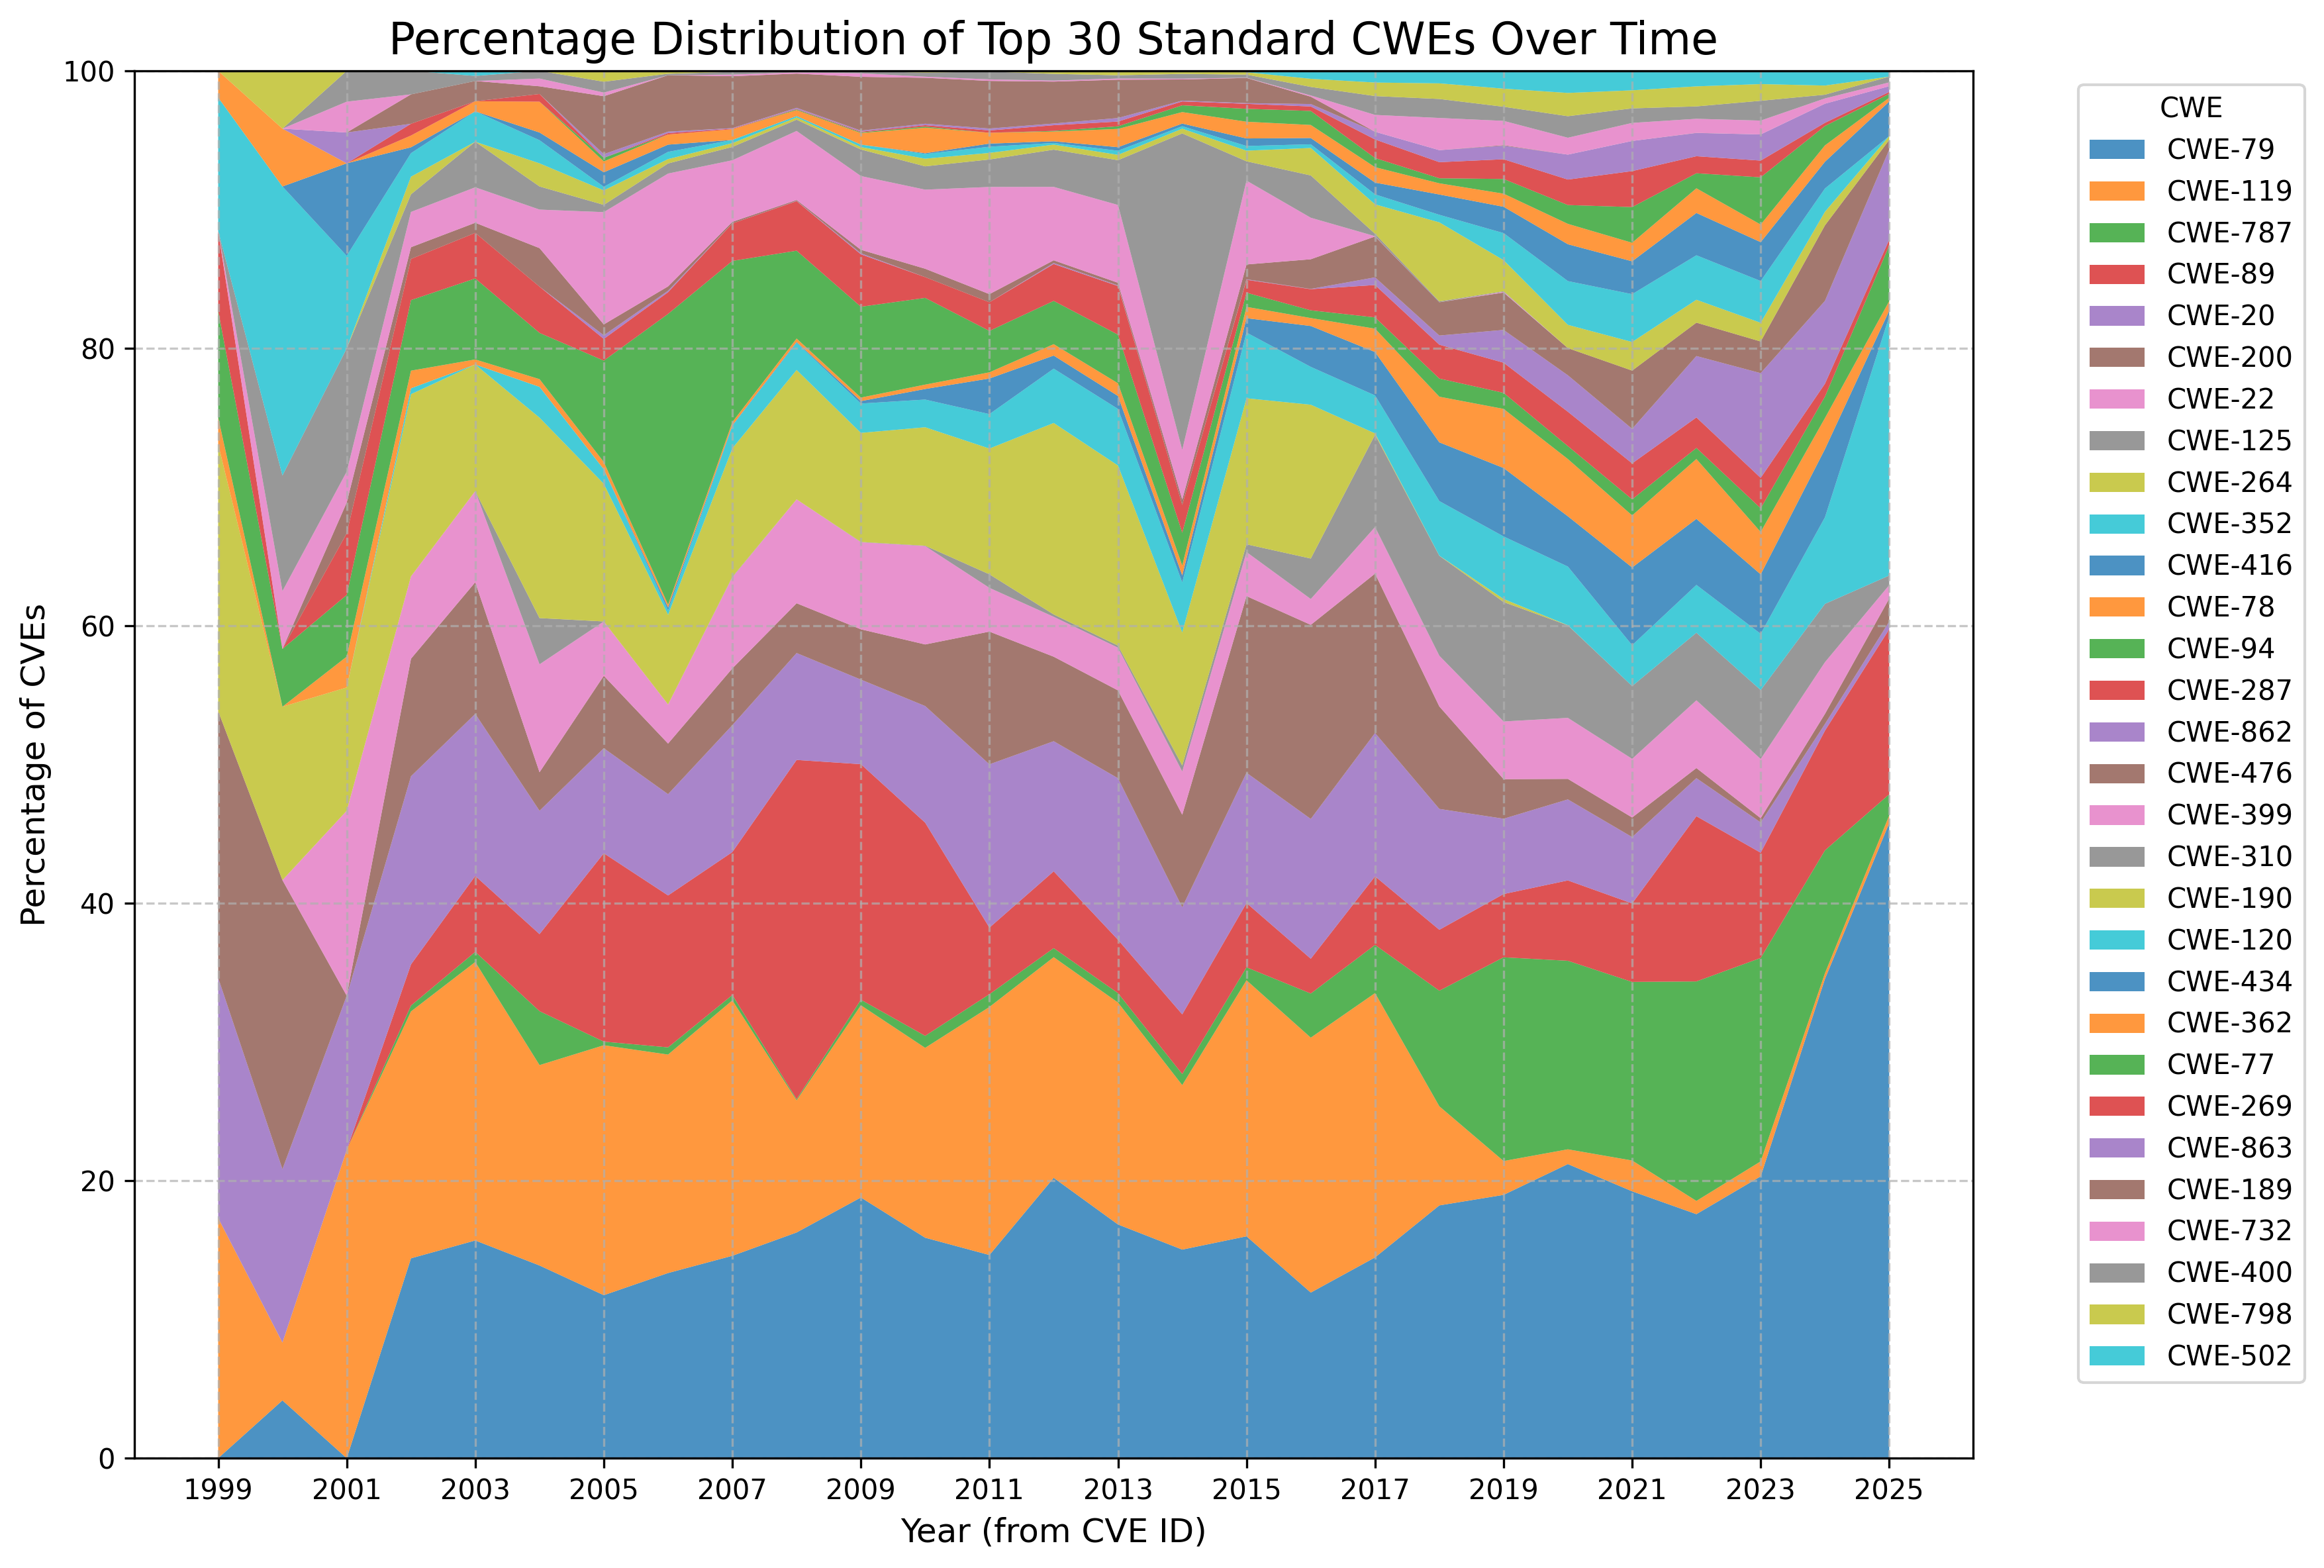 Percentage Distribution of Top 30 Standard CWEs Over Time
Percentage of CVEs
100
80
60
40
20
0
1999 2001 2003 2005 2007 2009 2011 2013 2015 2017 2019 2021 2023 2025
Year (from CVE ID)
CWE
CWE-79
CWE-119
CWE-787
CWE-89
CWE-20
CWE-200
CWE-22
CWE-125
CWE-264
CWE-352
CWE-416
CWE-78
CWE-94
CWE-287
CWE-862
CWE-476
CWE-399
CWE-310
CWE-190
CWE-120
CWE-434
CWE-362
CWE-77
CWE-269
CWE-863
CWE-189
CWE-732
CWE-400
CWE-798
CWE-502